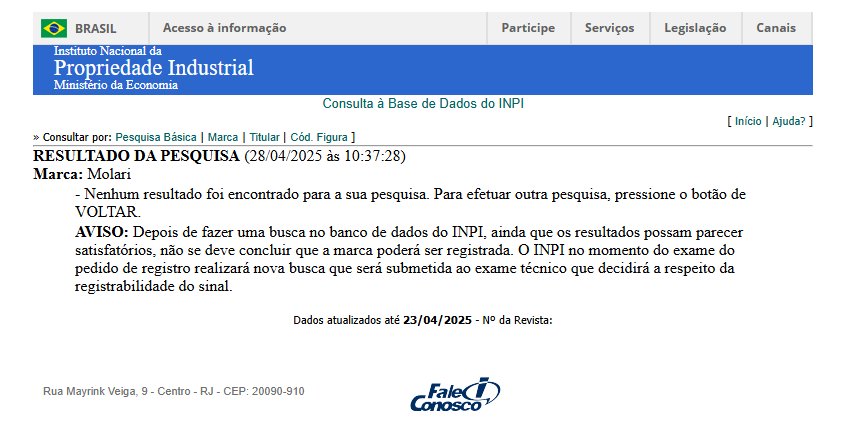 BRASIL Acesso à informação Participe Serviços Legislação Canais
Instituto Nacional da
Propriedade Industrial
Ministério da Economia
Consulta à Base de Dados do INPI
[ Início | Ajuda? ]
» Consultar por: Pesquisa Básica | Marca | Titular | Cód. Figura ]
RESULTADO DA PESQUISA (28/04/2025 às 10:37:28)
Marca: Molari
- Nenhum resultado foi encontrado para a sua pesquisa. Para efetuar outra pesquisa, pressione o botão de
VOLTAR.
AVISO: Depois de fazer uma busca no banco de dados do INPI, ainda que os resultados possam parecer
satisfatórios, não se deve concluir que a marca poderá ser registrada. O INPI no momento do exame do
pedido de registro realizará nova busca que será submetida ao exame técnico que decidirá a respeito da
registrabilidade do sinal.
Dados atualizados até 23/04/2025 - Nº da Revista:
Rua Mayrink Veiga, 9 - Centro - RJ - CEP: 20090-910
Fale
Conosco